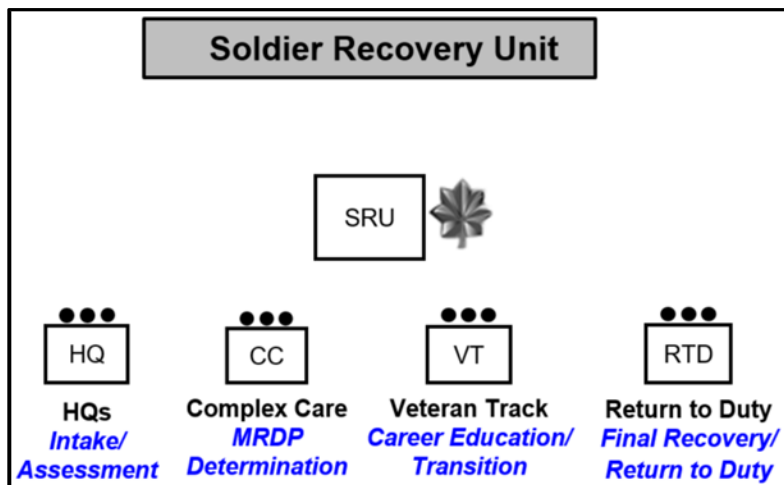 Soldier Recovery Unit
SRU
HQ
CC
VT
RTD
HQs
Complex Care
Veteran Track
Return to Duty
Intake/
MRDP
Career Education/
Final Recovery/
Assessment
Determination
Transition
Return to Duty